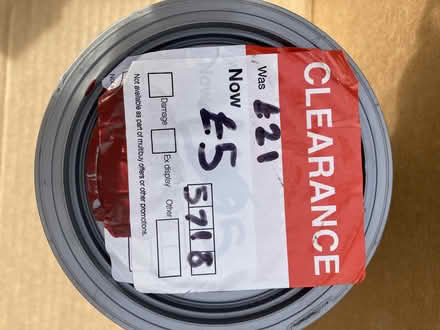 CLEARANCE
Was £21
Now £5
5718
Damage Ex display Other
Not available as part of multibuy offers or other promotions.